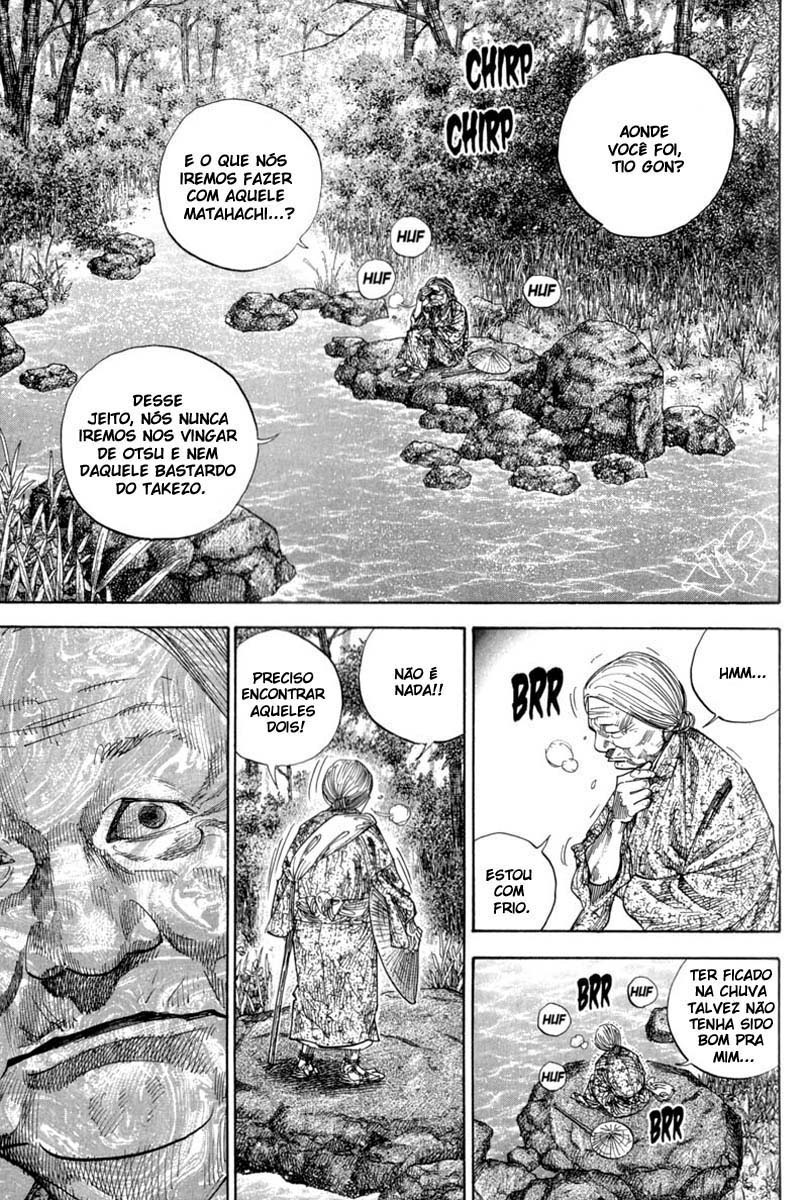 CHIRP
CHIRP
AONDE
VOCÊ FOI,
TIO GON?
E O QUE NÓS
IREMOS FAZER
COM AQUELE
MATAHACHI...?
HUF
HUF
HUF
DESSE
JEITO, NÓS NUNCA
IREMOS NOS VINGAR
DE OTSU E NEM
DAQUELE BASTARDO
DO TAKEZO.
HMM...
BRR
ESTOU
COM
FRIO.
TER FICADO
NA CHUVA
TALVEZ NÃO
TENHA SIDO
BOM PRA
MIM...
BRR
HUF
HUF
HUF
BRR
NÃO É
NADA!!
PRECISO
ENCONTRAR
AQUELES
DOIS!